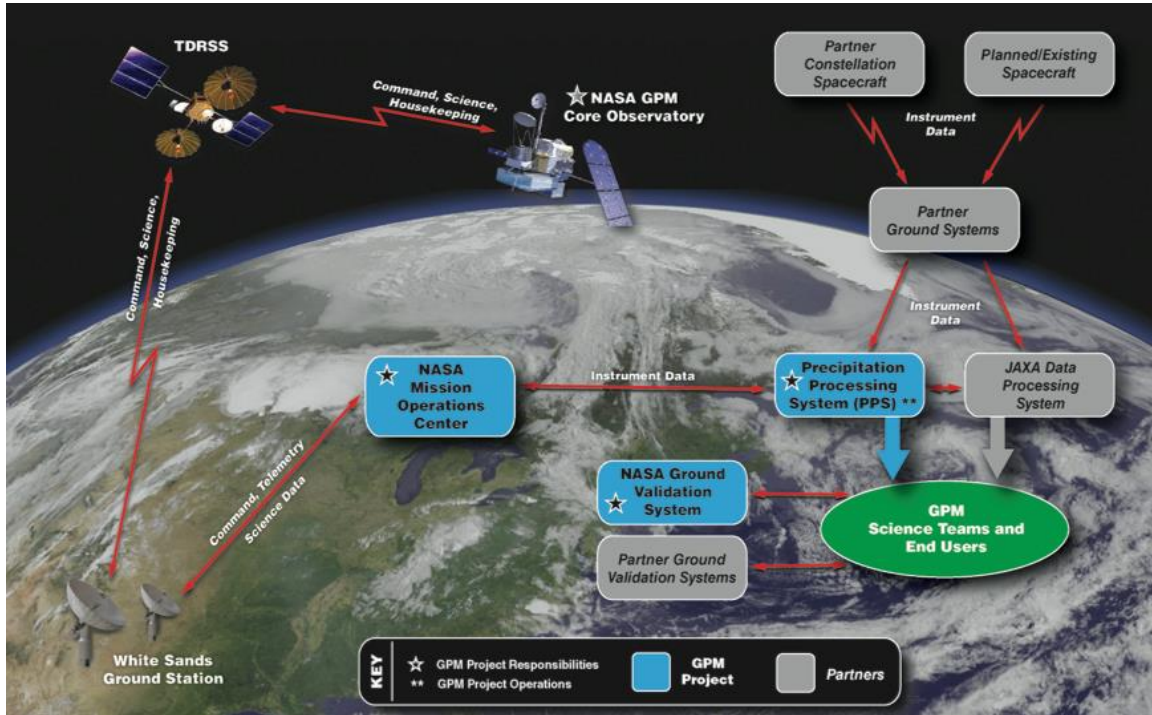 TDRSS
Command, Science,
Housekeeping
NASA GPM
Core Observatory
Partner
Constellation
Spacecraft
Planned/Existing
Spacecraft
Instrument
Data
Partner
Ground Systems
Command, Science,
Housekeeping
Instrument
Data
NASA
Mission
Operations
Center
Instrument Data
Precipitation
Processing
System (PPS) **
JAXA Data
Processing
System
Command, Telemetry
Science Data
NASA Ground
Validation
System
GPM
Science Teams and
End Users
Partner Ground
Validation Systems
White Sands
Ground Station
KEY
GPM Project Responsibilities
** GPM Project Operations
GPM
Project
Partners